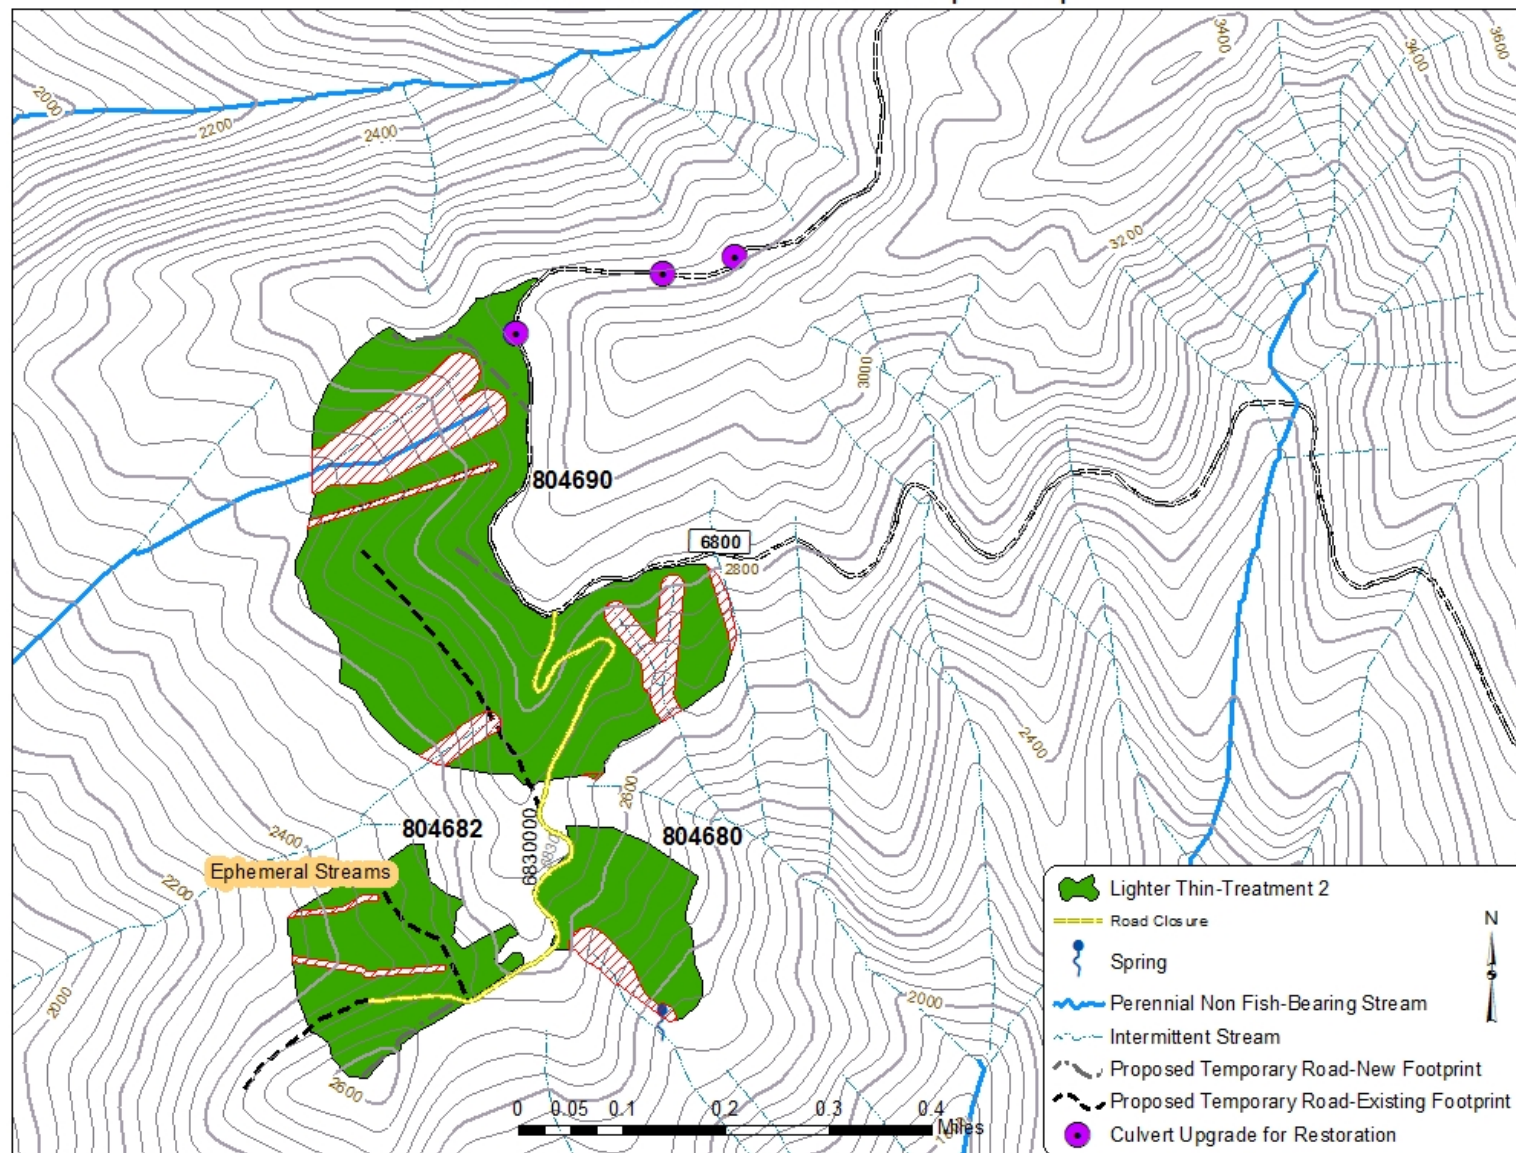 3400
3400
3600
2000
2200
2400
3200
3000
804690
6800
2800
2400
2600
804682
804680
6830000
6830
2400
Ephemeral Streams
2200
2000
2000
2600
0 0.05 0.1 0.2 0.3 0.4
Miles
Lighter Thin-Treatment 2
Road Closure
N
Spring
Perennial Non Fish-Bearing Stream
Intermittent Stream
Proposed Temporary Road-New Footprint
Proposed Temporary Road-Existing Footprint
Culvert Upgrade for Restoration